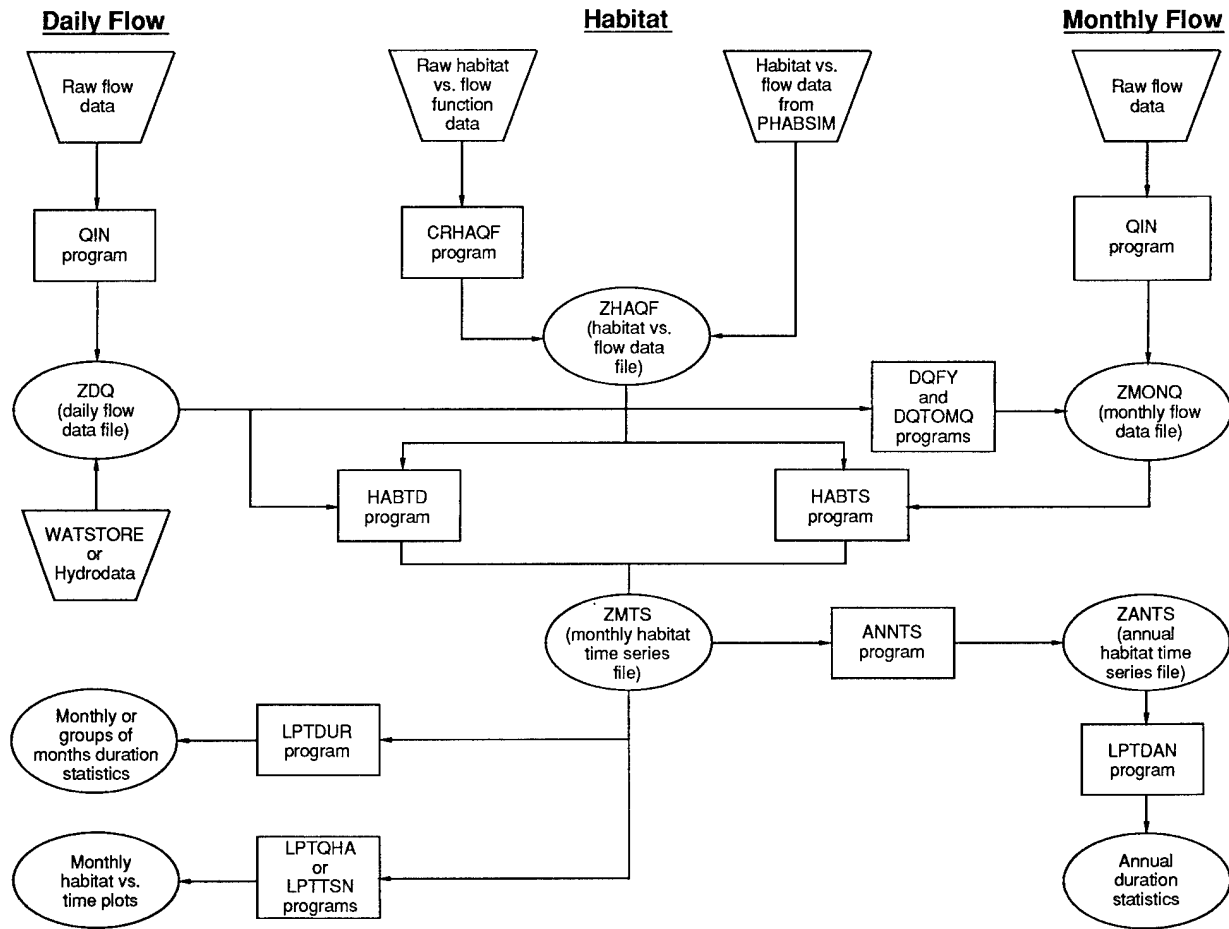 Daily Flow
Habitat
Monthly Flow
Raw flow
data
Raw habitat
vs. flow
function
data
Habitat vs.
flow data
from
PHABSIM
Raw flow
data
QIN
program
CRHAQF
program
QIN
program
ZHAQF
(habitat vs.
flow data
file)
ZDQ
(daily flow
data file)
DQFY
and
DQTOMQ
programs
ZMONQ
(monthly flow
data file)
HABTD
program
HABTS
program
WATSTORE
or
Hydrodata
ZMTS
(monthly habitat
time series
file)
ANNTS
program
ZANTS
(annual
habitat time
series file)
Monthly or
groups of
months duration
statistics
LPTDUR
program
LPTDAN
program
Monthly
habitat vs.
time plots
LPTQHA
or
LPTTSN
programs
Annual
duration
statistics